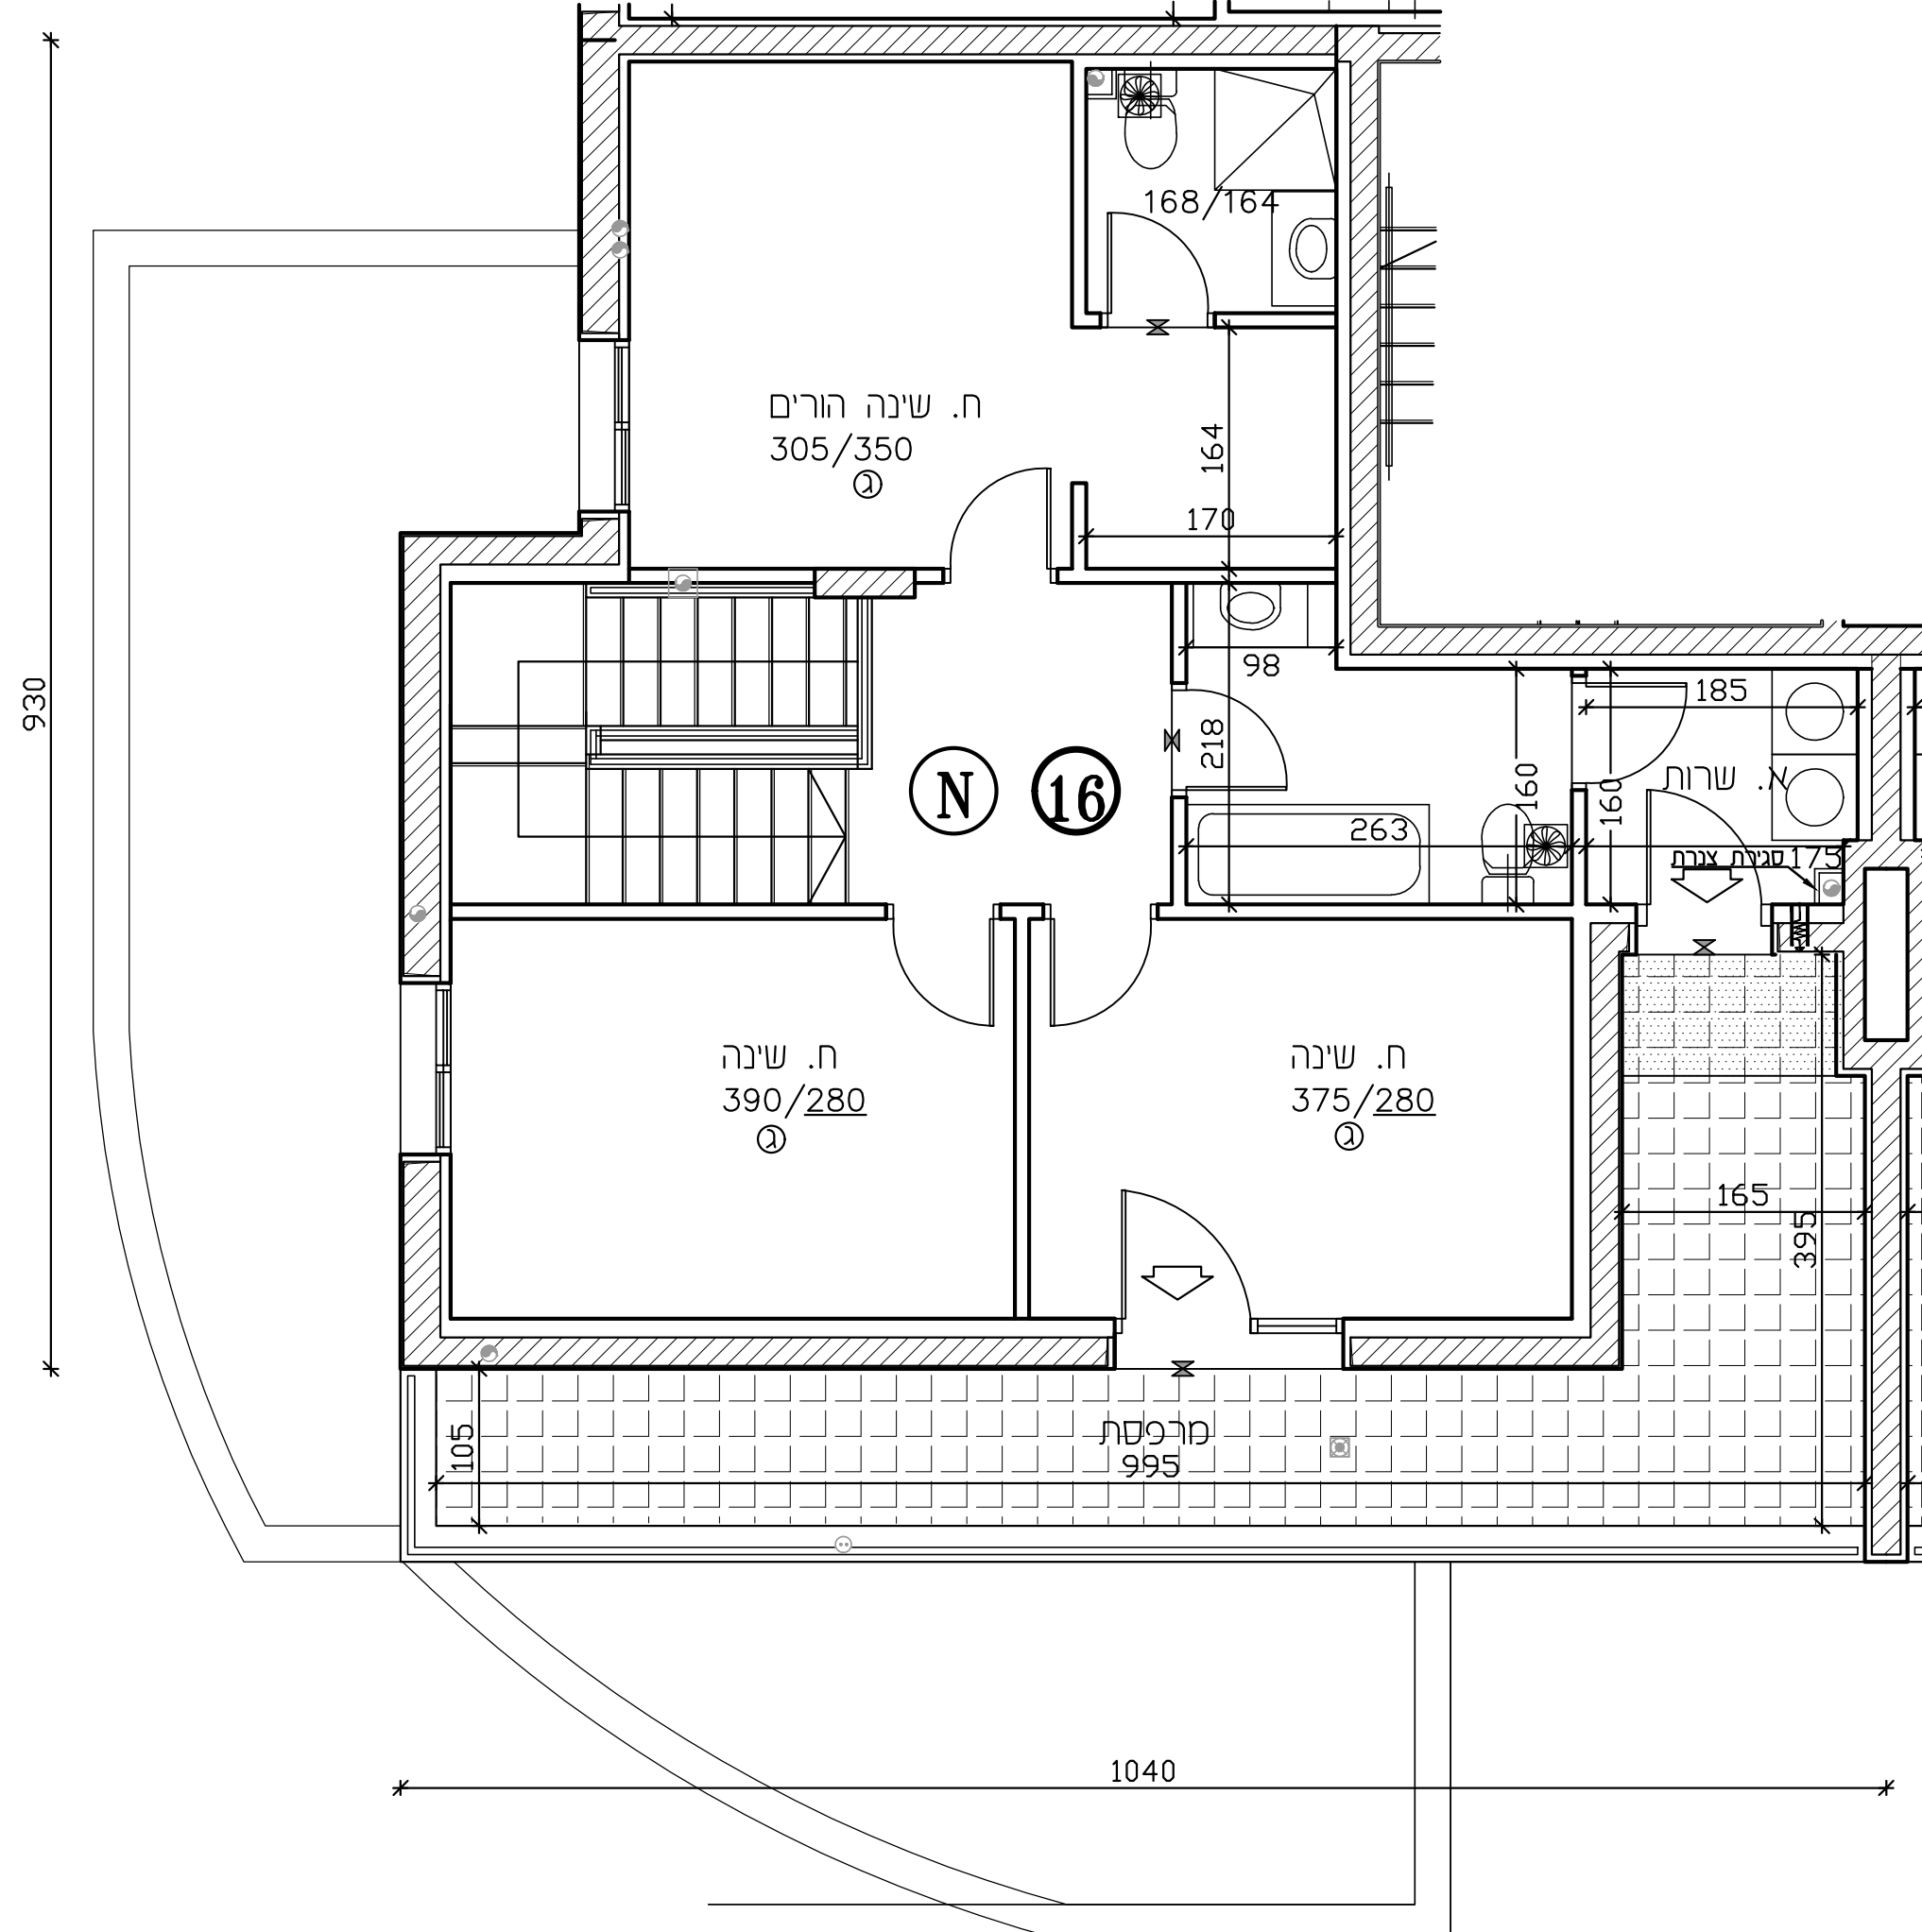 168/164
ח. שינה הורים
305/350
ג
164
170
930
98
185
218
N
16
160
160
א. שרות
263
סגירת צנרת
175
ח. שינה
390/280
ג
ח. שינה
375/280
ג
165
395
105
מרפסת
995
1040